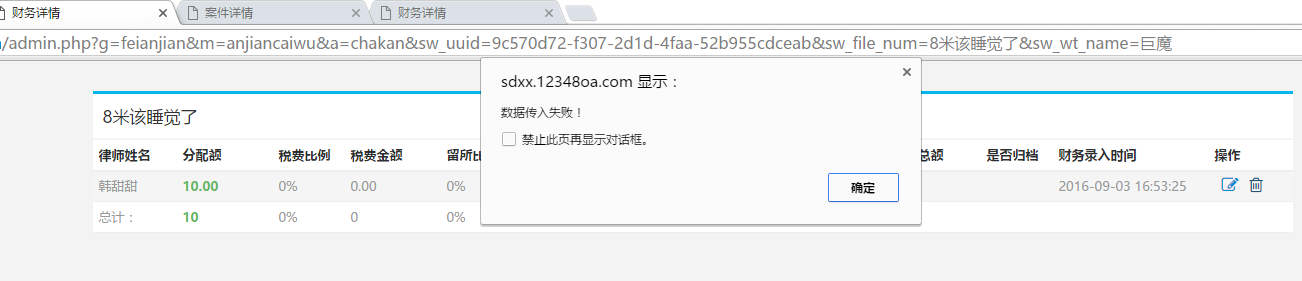 财务详情
案件详情
财务详情
/admin.php?g=feianjian&m=anjiancaiwu&a=chakan&sw_uuid=9c570d72-f307-2d1d-4faa-52b955cdceab&sw_file_num=8米该睡觉了&sw_wt_name=巨魔
sdxx.12348oa.com 显示：
数据传入失败！
禁止此页再显示对话框。
确定
8米该睡觉了
律师姓名 分配额 税费比例 税费金额 留所比 总额 是否归档 财务录入时间 操作
韩甜甜 10.00 0% 0.00 0% 2016-09-03 16:53:25
总计： 10 0% 0 0%